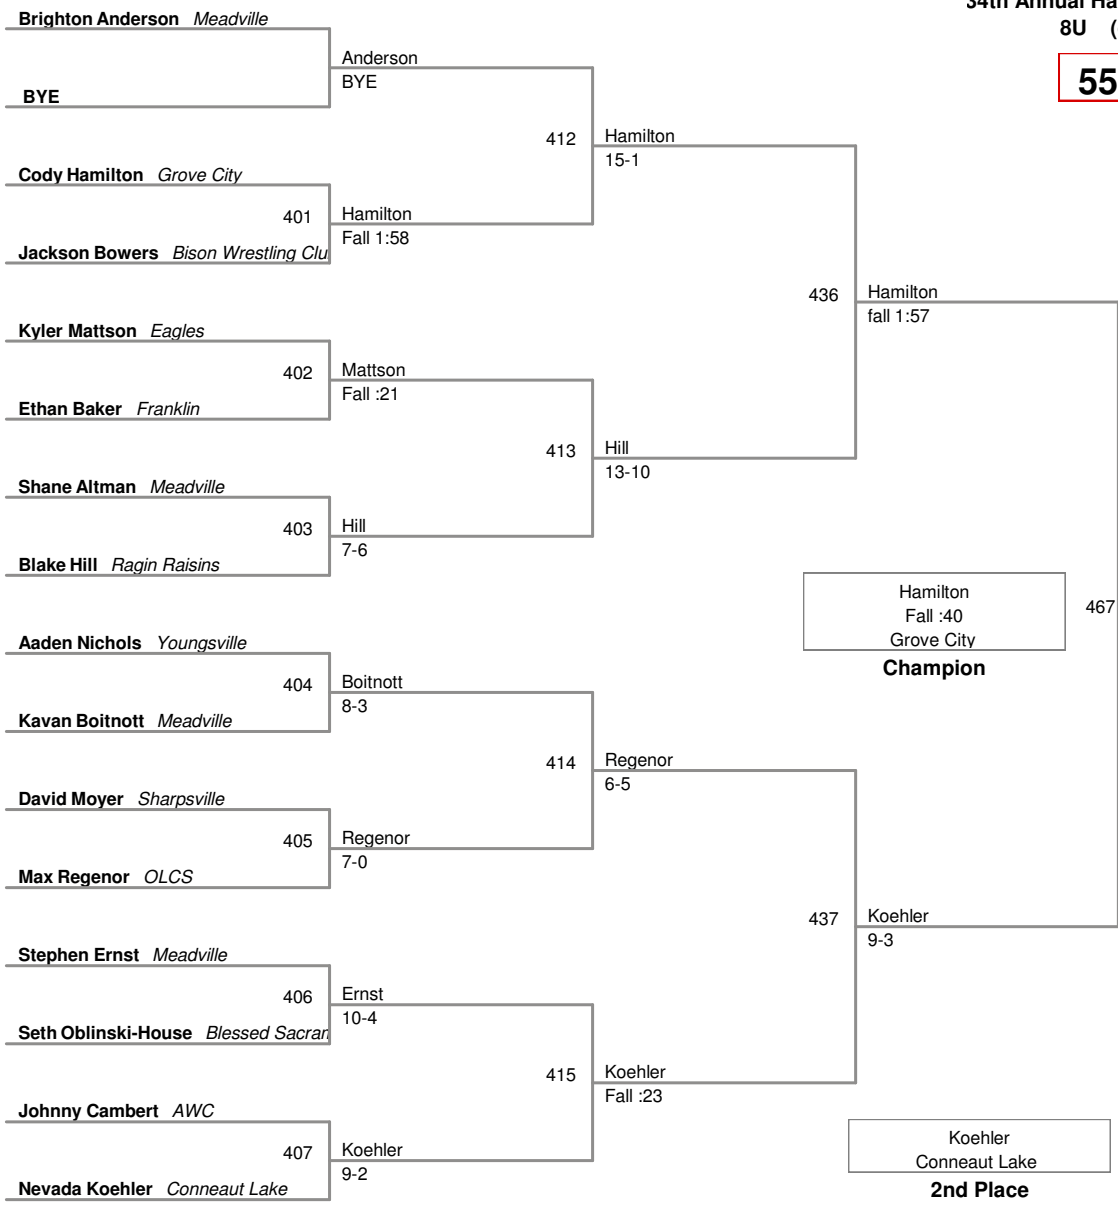 34th Annual Ha
8U (
55
Brighton Anderson Meadville
Anderson
BYE
BYE
412
Hamilton
15-1
Cody Hamilton Grove City
401
Hamilton
Fall 1:58
Jackson Bowers Bison Wrestling Clu
436
Hamilton
fall 1:57
Kyler Mattson Eagles
402
Mattson
Fall :21
Ethan Baker Franklin
413
Hill
13-10
Shane Altman Meadville
403
Hill
7-6
Blake Hill Ragin Raisins
Hamilton
Fall :40
Grove City
467
Champion
Aaden Nichols Youngsville
404
Boitnott
8-3
Kavan Boitnott Meadville
414
Regenor
6-5
David Moyer Sharpsville
405
Regenor
7-0
Max Regenor OLCS
437
Koehler
9-3
Stephen Ernst Meadville
406
Ernst
10-4
Seth Oblinski-House Blessed Sacram
415
Koehler
Fall :23
Johnny Cambert AWC
407
Koehler
9-2
Nevada Koehler Conneaut Lake
Koehler
Conneaut Lake
2nd Place